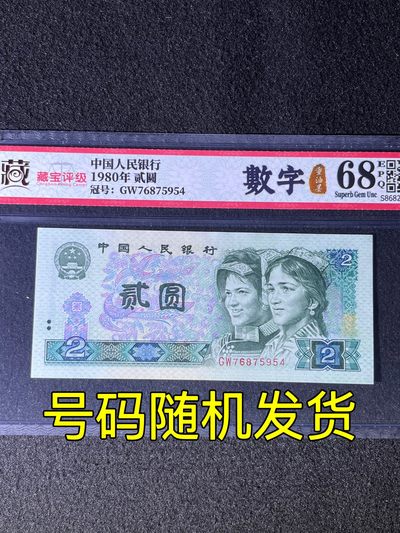 藏
藏宝评级
中国人民银行
1980年 贰圆
冠号: GW76875954
數字
68
EPQ
Superb Gem Unc
中国人民银行
贰圆
2
2
2
GW76875954
号码随机发货